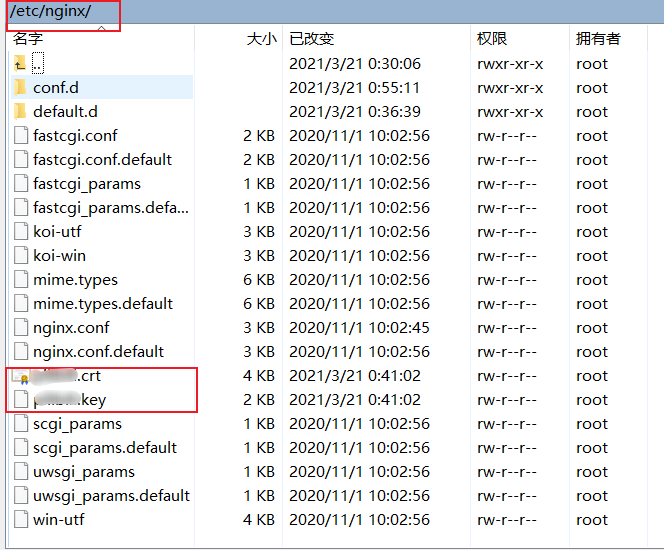 /etc/nginx/
名字 大小 已改变 权限 拥有者
.. 2021/3/21 0:30:06 rwxr-xr-x root
conf.d 2021/3/21 0:55:11 rwxr-xr-x root
default.d 2021/3/21 0:36:39 rwxr-xr-x root
fastcgi.conf 2 KB 2020/11/1 10:02:56 rw-r--r-- root
fastcgi.conf.default 2 KB 2020/11/1 10:02:56 rw-r--r-- root
fastcgi_params 1 KB 2020/11/1 10:02:56 rw-r--r-- root
fastcgi_params.defa... 1 KB 2020/11/1 10:02:56 rw-r--r-- root
koi-utf 3 KB 2020/11/1 10:02:56 rw-r--r-- root
koi-win 3 KB 2020/11/1 10:02:56 rw-r--r-- root
mime.types 6 KB 2020/11/1 10:02:56 rw-r--r-- root
mime.types.default 6 KB 2020/11/1 10:02:56 rw-r--r-- root
nginx.conf 3 KB 2020/11/1 10:02:45 rw-r--r-- root
nginx.conf.default 3 KB 2020/11/1 10:02:56 rw-r--r-- root
.crt 4 KB 2021/3/21 0:41:02 rw-r--r-- root
.key 2 KB 2021/3/21 0:41:02 rw-r--r-- root
scgi_params 1 KB 2020/11/1 10:02:56 rw-r--r-- root
scgi_params.default 1 KB 2020/11/1 10:02:56 rw-r--r-- root
uwsgi_params 1 KB 2020/11/1 10:02:56 rw-r--r-- root
uwsgi_params.default 1 KB 2020/11/1 10:02:56 rw-r--r-- root
win-utf 4 KB 2020/11/1 10:02:56 rw-r--r-- root